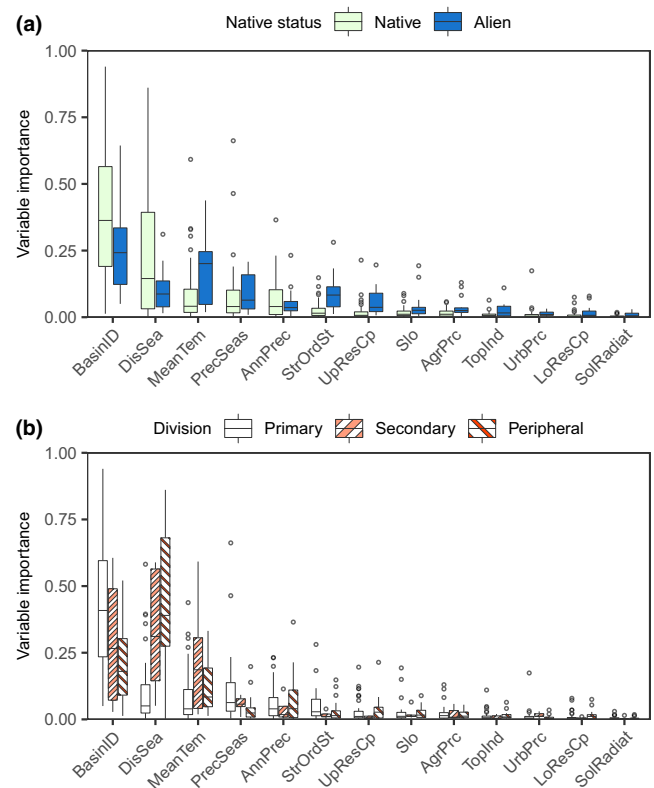 (a)
Native status Native Alien
Variable importance
1.00
0.75
0.50
0.25
0.00
BasinID DisSea MeanTem PrecSeas AnnPrec StrOrdSt UpResCp Slo AgrPrc TopInd UrbPrc LoResCp SolRadiat
(b)
Division Primary Secondary Peripheral
Variable importance
1.00
0.75
0.50
0.25
0.00
BasinID DisSea MeanTem PrecSeas AnnPrec StrOrdSt UpResCp Slo AgrPrc TopInd UrbPrc LoResCp SolRadiat